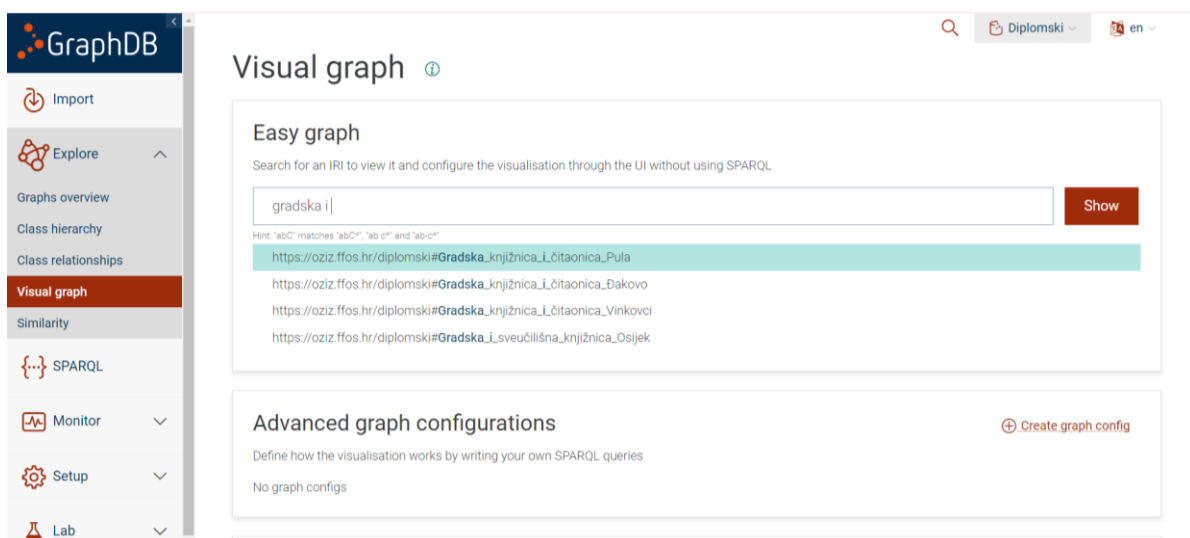 GraphDB
Diplomski
en
Import
Explore
Graphs overview
Class hierarchy
Class relationships
Visual graph
Similarity
SPARQL
Monitor
Setup
Lab
Visual graph
Easy graph
Search for an IRI to view it and configure the visualisation through the UI without using SPARQL
gradska i
Show
Hint: "abC" matches "abC*", "ab c*" and "ab-c*"
https://oziz.ffos.hr/diplomski#Gradska_knjižnica_i_čitaonica_Pula
https://oziz.ffos.hr/diplomski#Gradska_knjižnica_i_čitaonica_Đakovo
https://oziz.ffos.hr/diplomski#Gradska_knjižnica_i_čitaonica_Vinkovci
https://oziz.ffos.hr/diplomski#Gradska_i_sveučilišna_knjižnica_Osijek
Advanced graph configurations
Create graph config
Define how the visualisation works by writing your own SPARQL queries
No graph configs